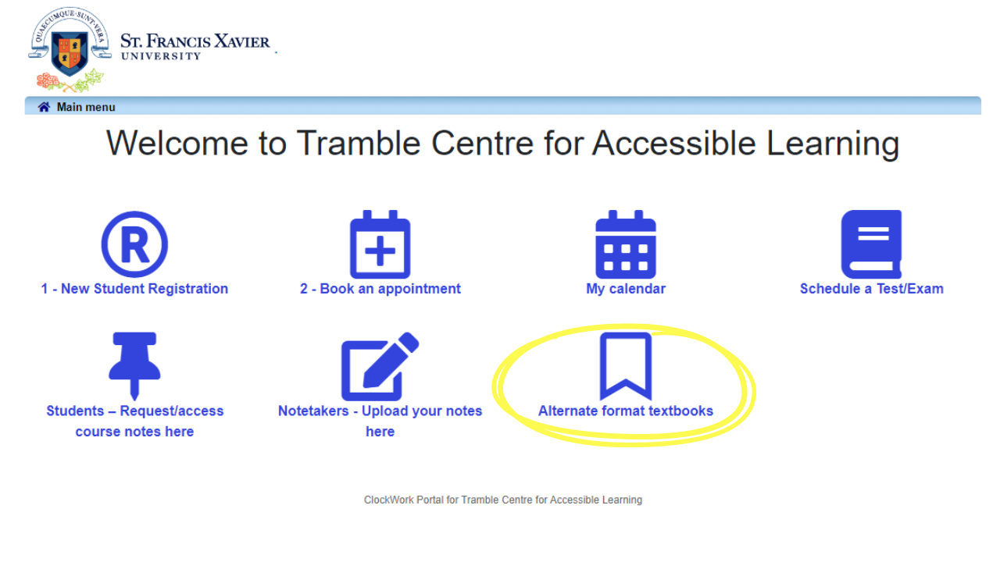 QUAECUMQUE·SUNT·VERA
ST. FRANCIS XAVIER
UNIVERSITY
Main menu
Welcome to Tramble Centre for Accessible Learning
R
1 - New Student Registration
2 - Book an appointment
My calendar
Schedule a Test/Exam
Students – Request/access
course notes here
Notetakers - Upload your notes
here
Alternate format textbooks
ClockWork Portal for Tramble Centre for Accessible Learning